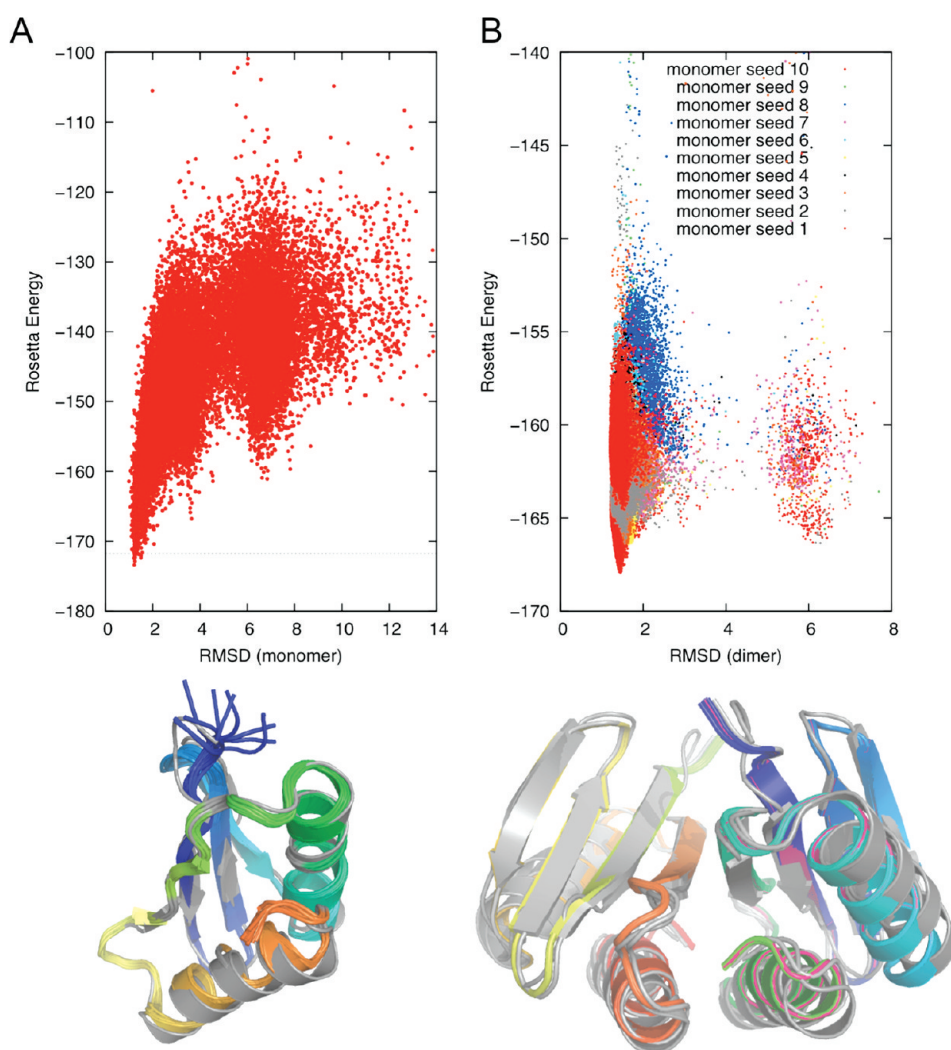 A
B
−100
−110
−120
−130
−140
−150
−160
−170
−180
Rosetta Energy
0
2
4
6
8
10
12
14
RMSD (monomer)
−140
−145
−150
−155
−160
−165
−170
Rosetta Energy
monomer seed 10
monomer seed 9
monomer seed 8
monomer seed 7
monomer seed 6
monomer seed 5
monomer seed 4
monomer seed 3
monomer seed 2
monomer seed 1
0
2
4
6
8
RMSD (dimer)